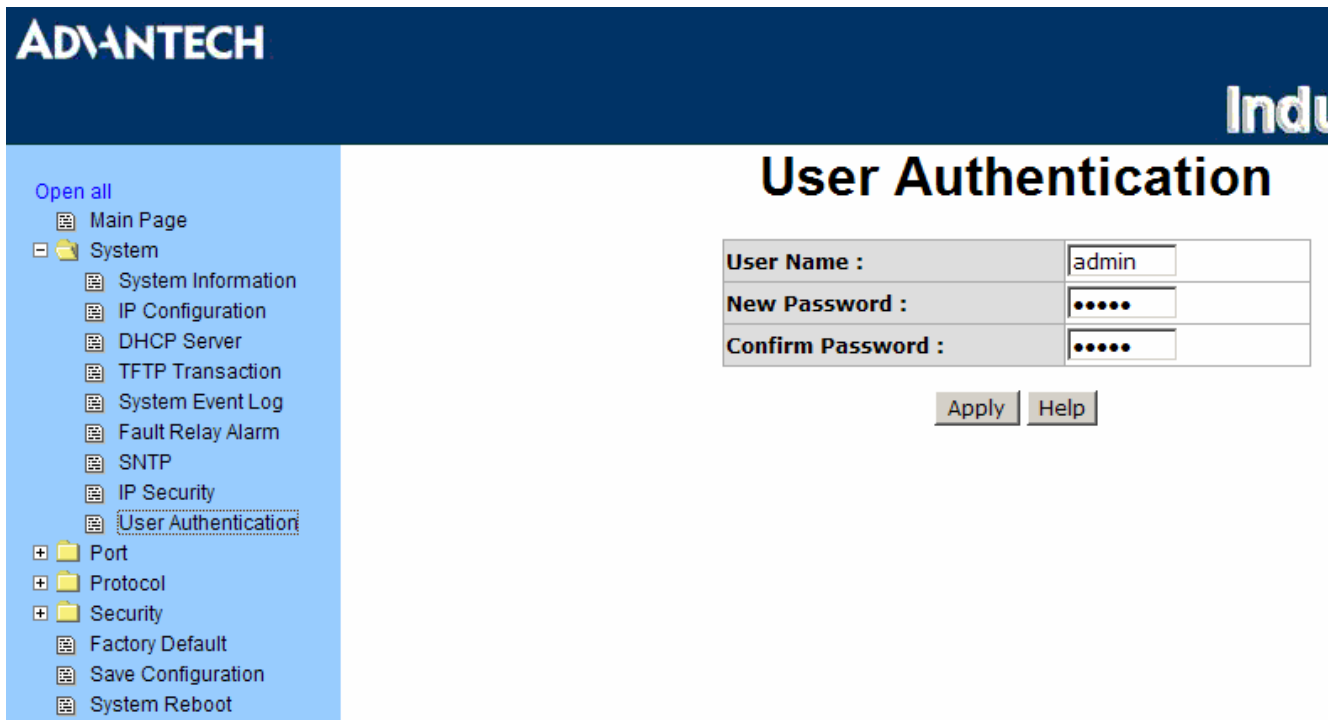 ADVANTECH
Indu
Open all
Main Page
System
System Information
IP Configuration
DHCP Server
TFTP Transaction
System Event Log
Fault Relay Alarm
SNTP
IP Security
User Authentication
Port
Protocol
Security
Factory Default
Save Configuration
System Reboot
User Authentication
User Name : admin
New Password : •••••
Confirm Password : •••••
Apply Help